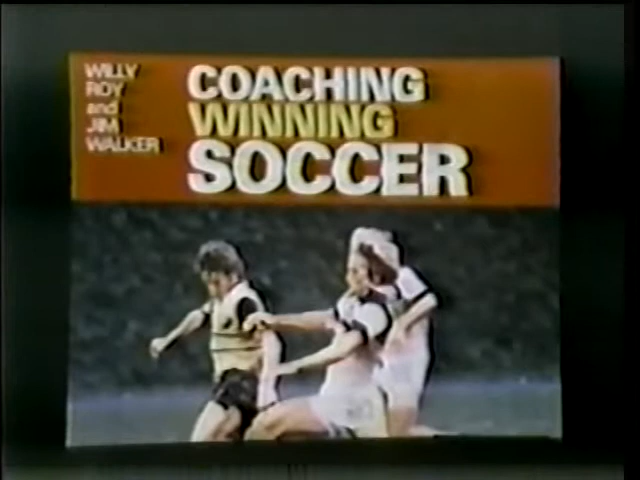 WILLY
ROY
and
JIM
WALKER
COACHING
WINNING
SOCCER